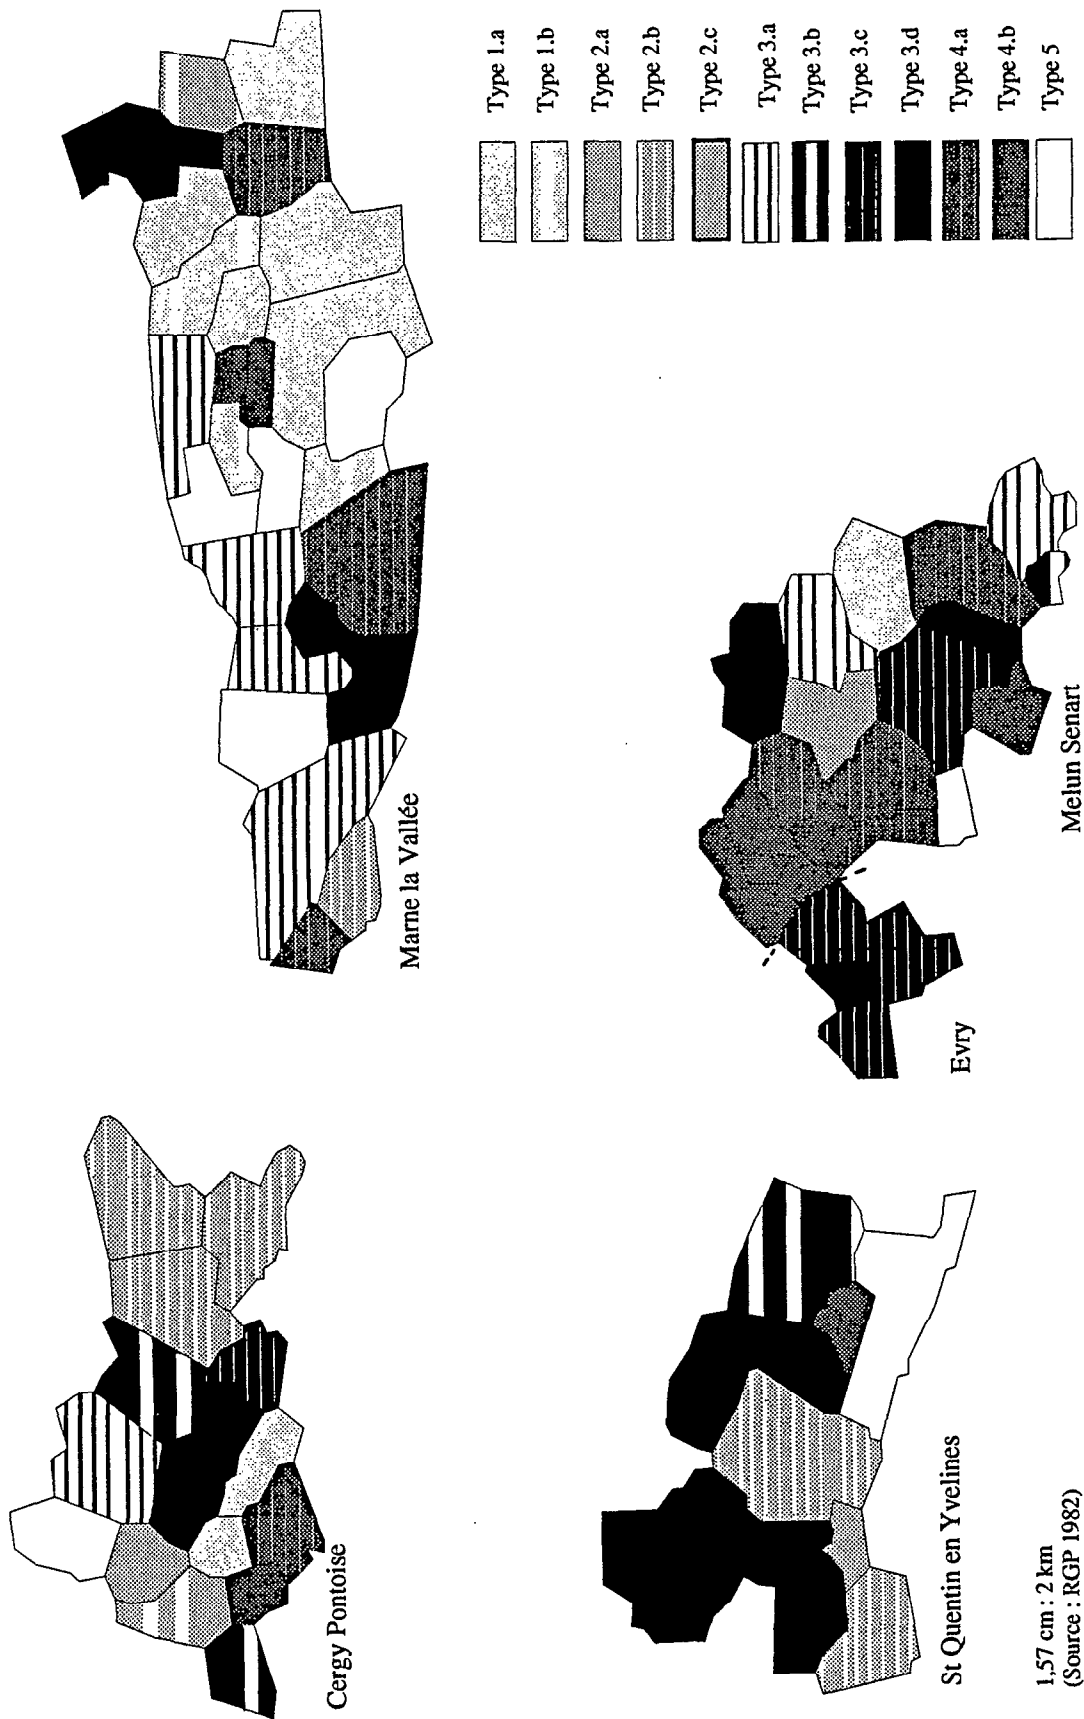 Type 1.a
Type 1.b
Type 2.a
Type 2.b
Type 2.c
Type 3.a
Type 3.b
Type 3.c
Type 3.d
Type 4.a
Type 4.b
Type 5
Marne la Vallée
Melun Senart
Evry
Cergy Pontoise
St Quentin en Yvelines
1,57 cm : 2 km
(Source : RGP 1982)